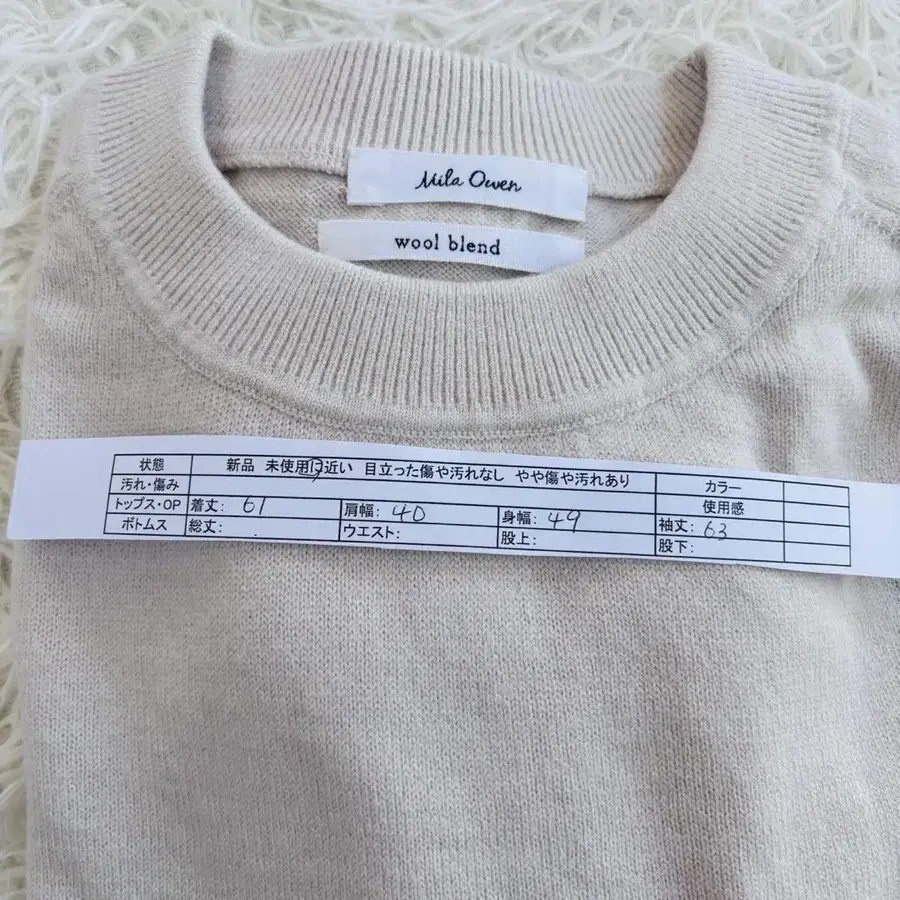 Mila Owen
wool blend
状態 新品 未使用に近い 目立った傷や汚れなし やや傷や汚れあり カラー
汚れ・傷み 使用感
トップス・OP 着丈: 61 肩幅: 40 身幅: 49 袖丈: 63
ボトムス 総丈: ウエスト: 股上: 股下: